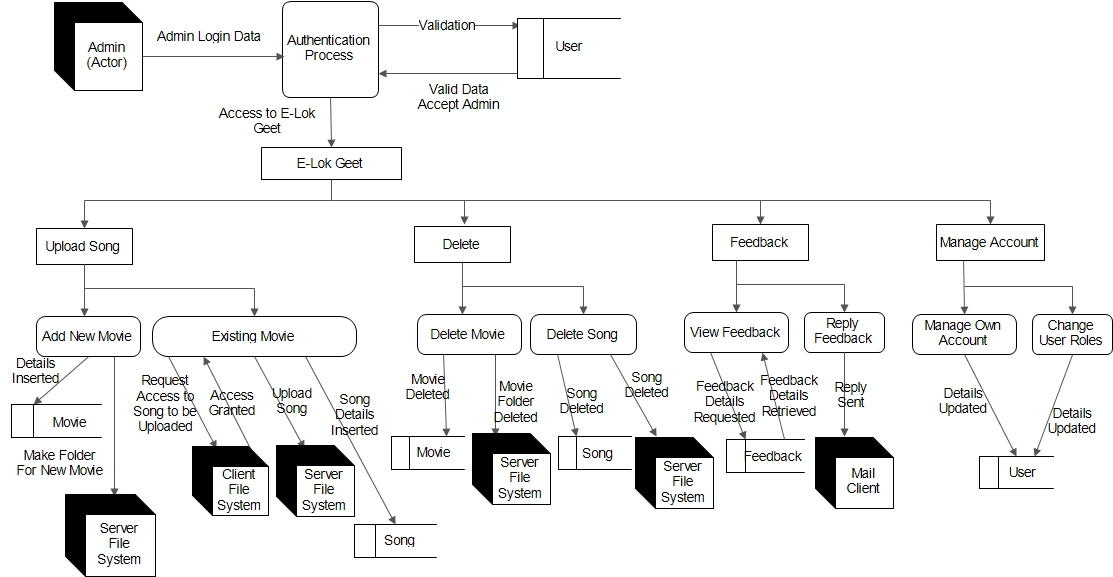 Admin
(Actor)
Admin Login Data
Authentication
Process
Validation
User
Valid Data
Accept Admin
Access to E-Lok
Geet
E-Lok Geet
Upload Song
Delete
Feedback
Manage Account
Add New Movie
Existing Movie
Delete Movie
Delete Song
View Feedback
Reply
Feedback
Manage Own
Account
Change
User Roles
Details
Inserted
Request
Access to
Song to be
Uploaded
Access
Granted
Upload
Song
Song
Details
Inserted
Movie
Deleted
Movie
Folder
Deleted
Song
Deleted
Song
Deleted
Feedback
Details
Requested
Feedback
Details
Retrieved
Reply
Sent
Details
Updated
Details
Updated
Movie
Make Folder
For New Movie
Server
File
System
Client
File
System
Server
File
System
Song
Movie
Server
File
System
Song
Server
File
System
Feedback
Mail
Client
User